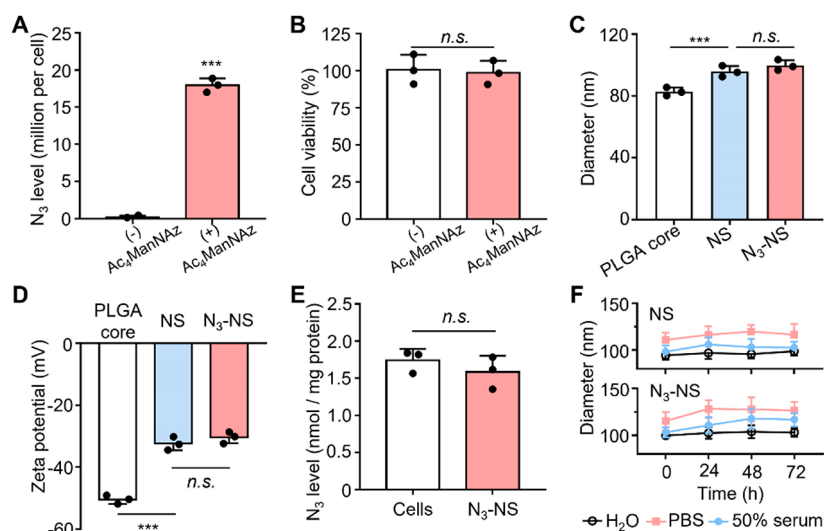 A
N₃ level (million per cell)
25
20
15
10
5
0
***
(-)
Ac₄ManNAz
(+)
Ac₄ManNAz
B
Cell viability (%)
125
100
75
50
25
0
n.s.
(-)
Ac₄ManNAz
(+)
Ac₄ManNAz
C
Diameter (nm)
120
80
40
0
***
n.s.
PLGA core
NS
N₃-NS
D
Zeta potential (mV)
0
-20
-40
-60
PLGA
core
NS
N₃-NS
n.s.
***
E
N₃ level (nmol / mg protein)
2.5
2.0
1.5
1.0
0.5
0.0
n.s.
Cells
N₃-NS
F
Diameter (nm)
150
100
NS
150
100
N₃-NS
0
24
48
72
Time (h)
H₂O
PBS
50% serum